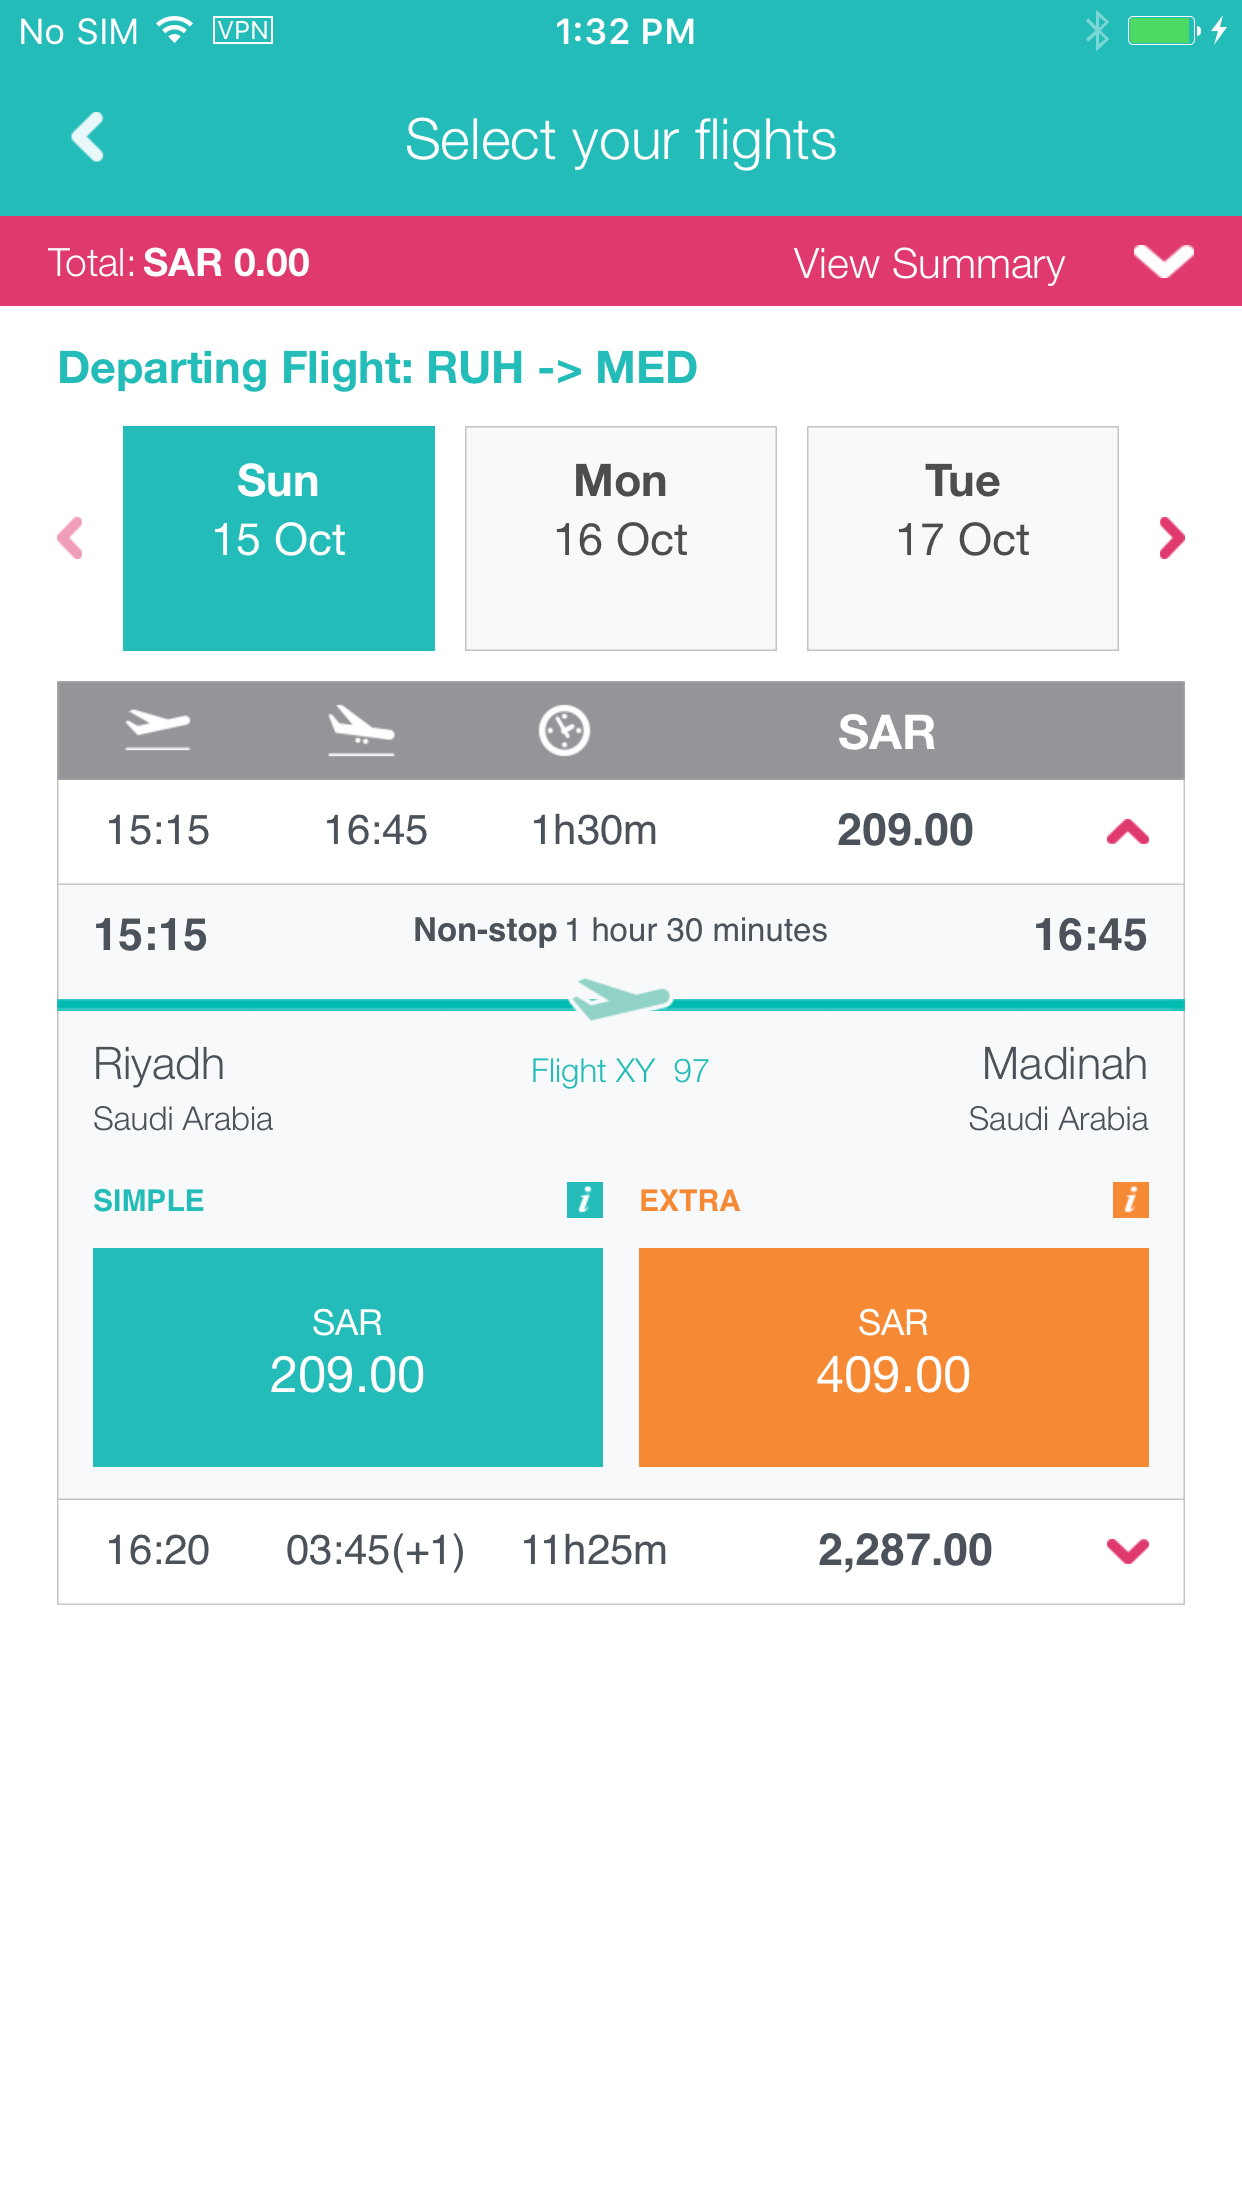 No SIM VPN 1:32 PM
Select your flights
Total: SAR 0.00 View Summary
Departing Flight: RUH -> MED
Sun Mon Tue
15 Oct 16 Oct 17 Oct
SAR
15:15 16:45 1h30m 209.00
15:15 Non-stop 1 hour 30 minutes 16:45
Riyadh Flight XY 97 Madinah
Saudi Arabia Saudi Arabia
SIMPLE i EXTRA i
SAR SAR
209.00 409.00
16:20 03:45(+1) 11h25m 2,287.00